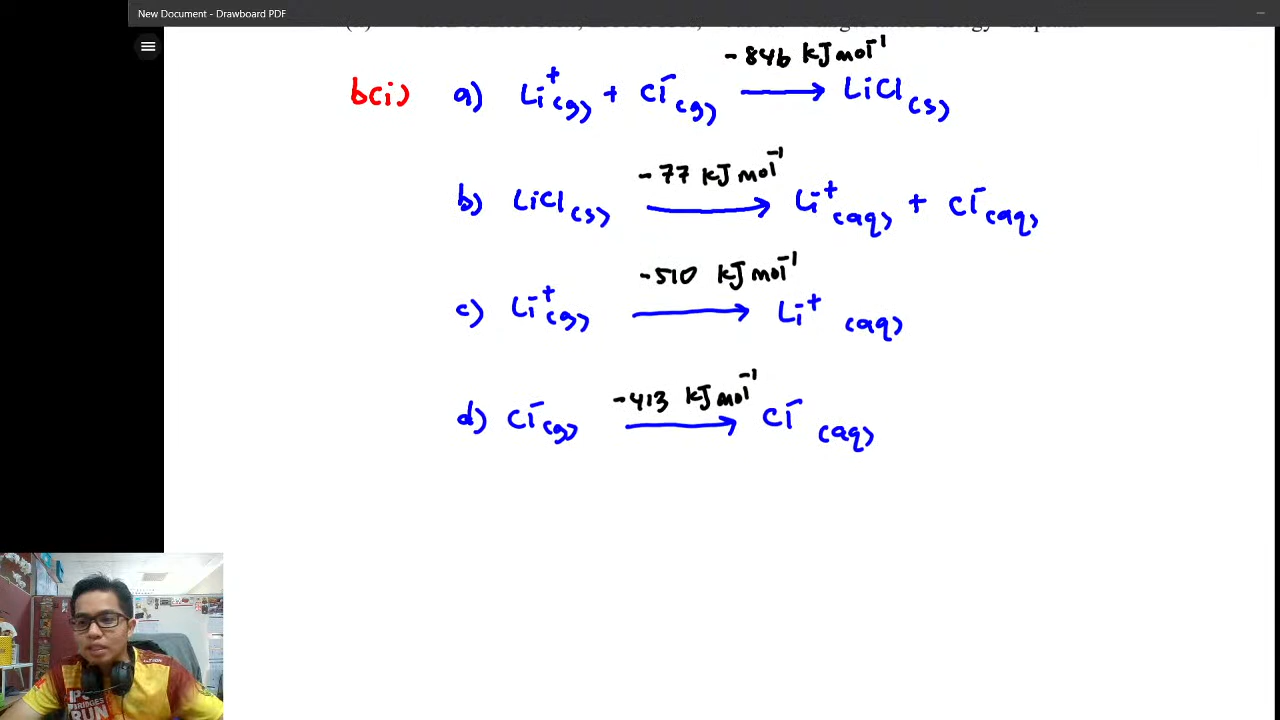 New Document - Drawboard PDF
-846 kJ mol⁻¹
b(i) a) Li⁺(g) + Cl⁻(g) ⟶ LiCl(s)
-77 kJ mol⁻¹
b) LiCl(s) ⟶ Li⁺(aq) + Cl⁻(aq)
-510 kJ mol⁻¹
c) Li⁺(g) ⟶ Li⁺(aq)
-413 kJ mol⁻¹
d) Cl⁻(g) ⟶ Cl⁻(aq)
RUN